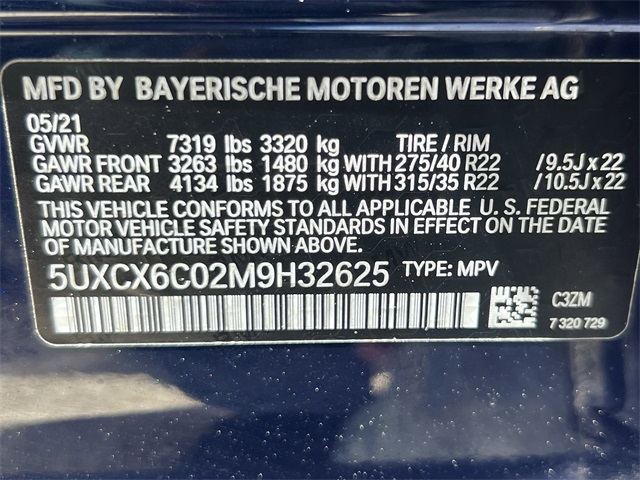 MFD BY BAYERISCHE MOTOREN WERKE AG
05/21
GVWR 7319 lbs 3320 kg TIRE / RIM
GAWR FRONT 3263 lbs 1480 kg WITH 275/40 R22 / 9.5J x 22
GAWR REAR 4134 lbs 1875 kg WITH 315/35 R22 / 10.5J x 22
THIS VEHICLE CONFORMS TO ALL APPLICABLE U. S. FEDERAL
MOTOR VEHICLE SAFETY STANDARDS IN EFFECT ON THE DATE
OF MANUFACTURE SHOWN ABOVE.
5UXCX6C02M9H32625 TYPE: MPV
C3ZM
7 320 729